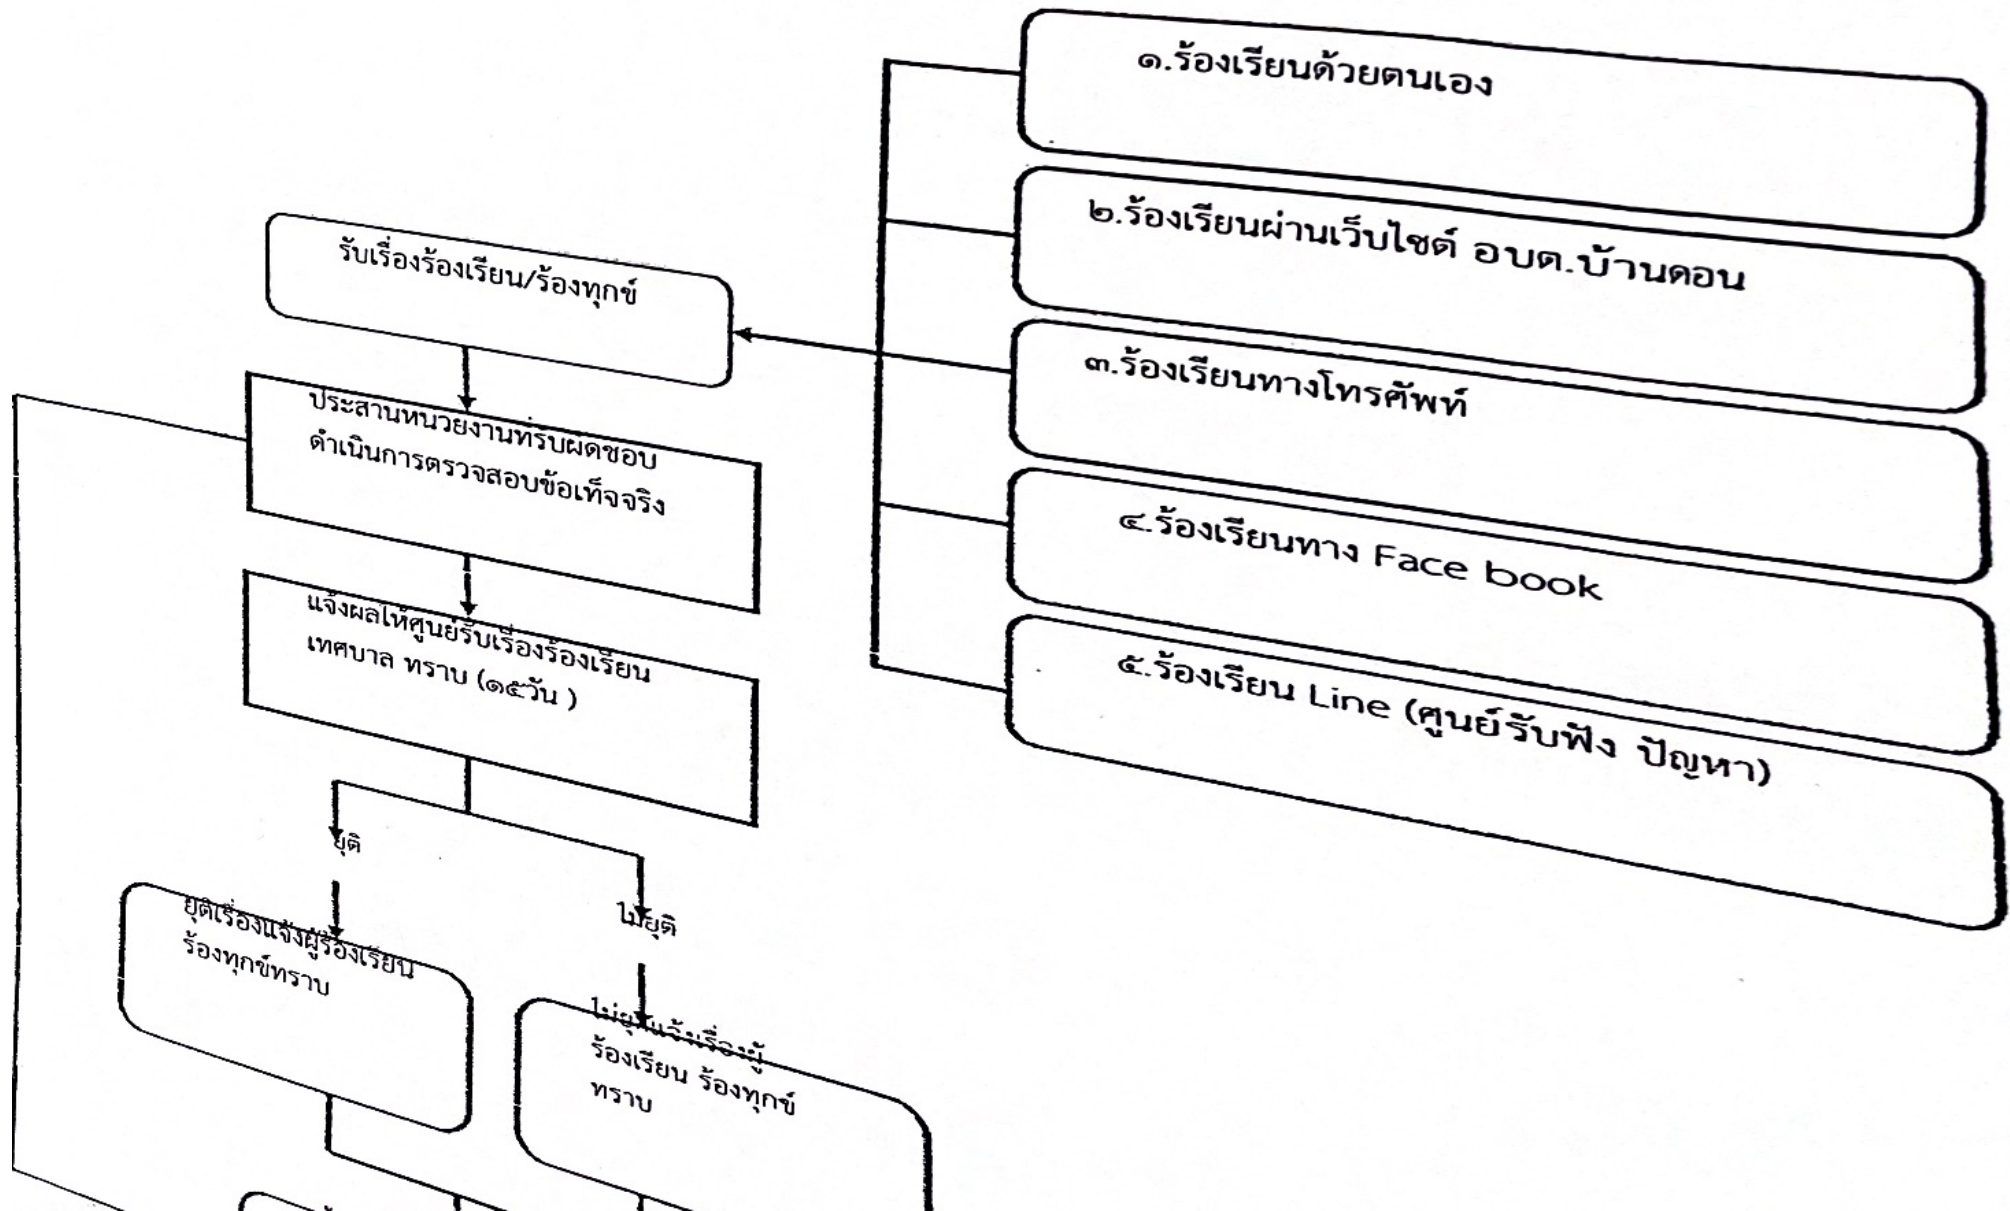 ๑.ร้องเรียนด้วยตนเอง
๒.ร้องเรียนผ่านเว็บไซต์ อบต.บ้านดอน
๓.ร้องเรียนทางโทรศัพท์
๔.ร้องเรียนทาง Face book
๕.ร้องเรียน Line (ศูนย์รับฟัง ปัญหา)
รับเรื่องร้องเรียน/ร้องทุกข์
ประสานหน่วยงานที่รับผิดชอบ
ดำเนินการตรวจสอบข้อเท็จจริง
แจ้งผลให้ศูนย์รับเรื่องร้องเรียน
เทศบาล ทราบ (๑๕วัน )
ยุติ
ไม่ยุติ
ยุติเรื่องแจ้งผู้ร้องเรียน
ร้องทุกข์ทราบ
ไม่ยุติแจ้งเรื่องผู้
ร้องเรียน ร้องทุกข์
ทราบ